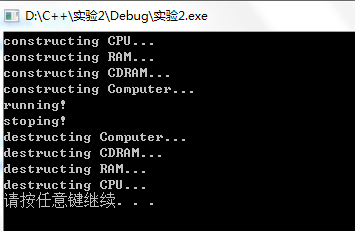 D:\C++\实验2\Debug\实验2.exe
constructing CPU...
constructing RAM...
constructing CDRAM...
constructing Computer...
running!
stoping!
destructing Computer...
destructing CDRAM...
destructing RAM...
destructing CPU...
请按任意键继续. . .